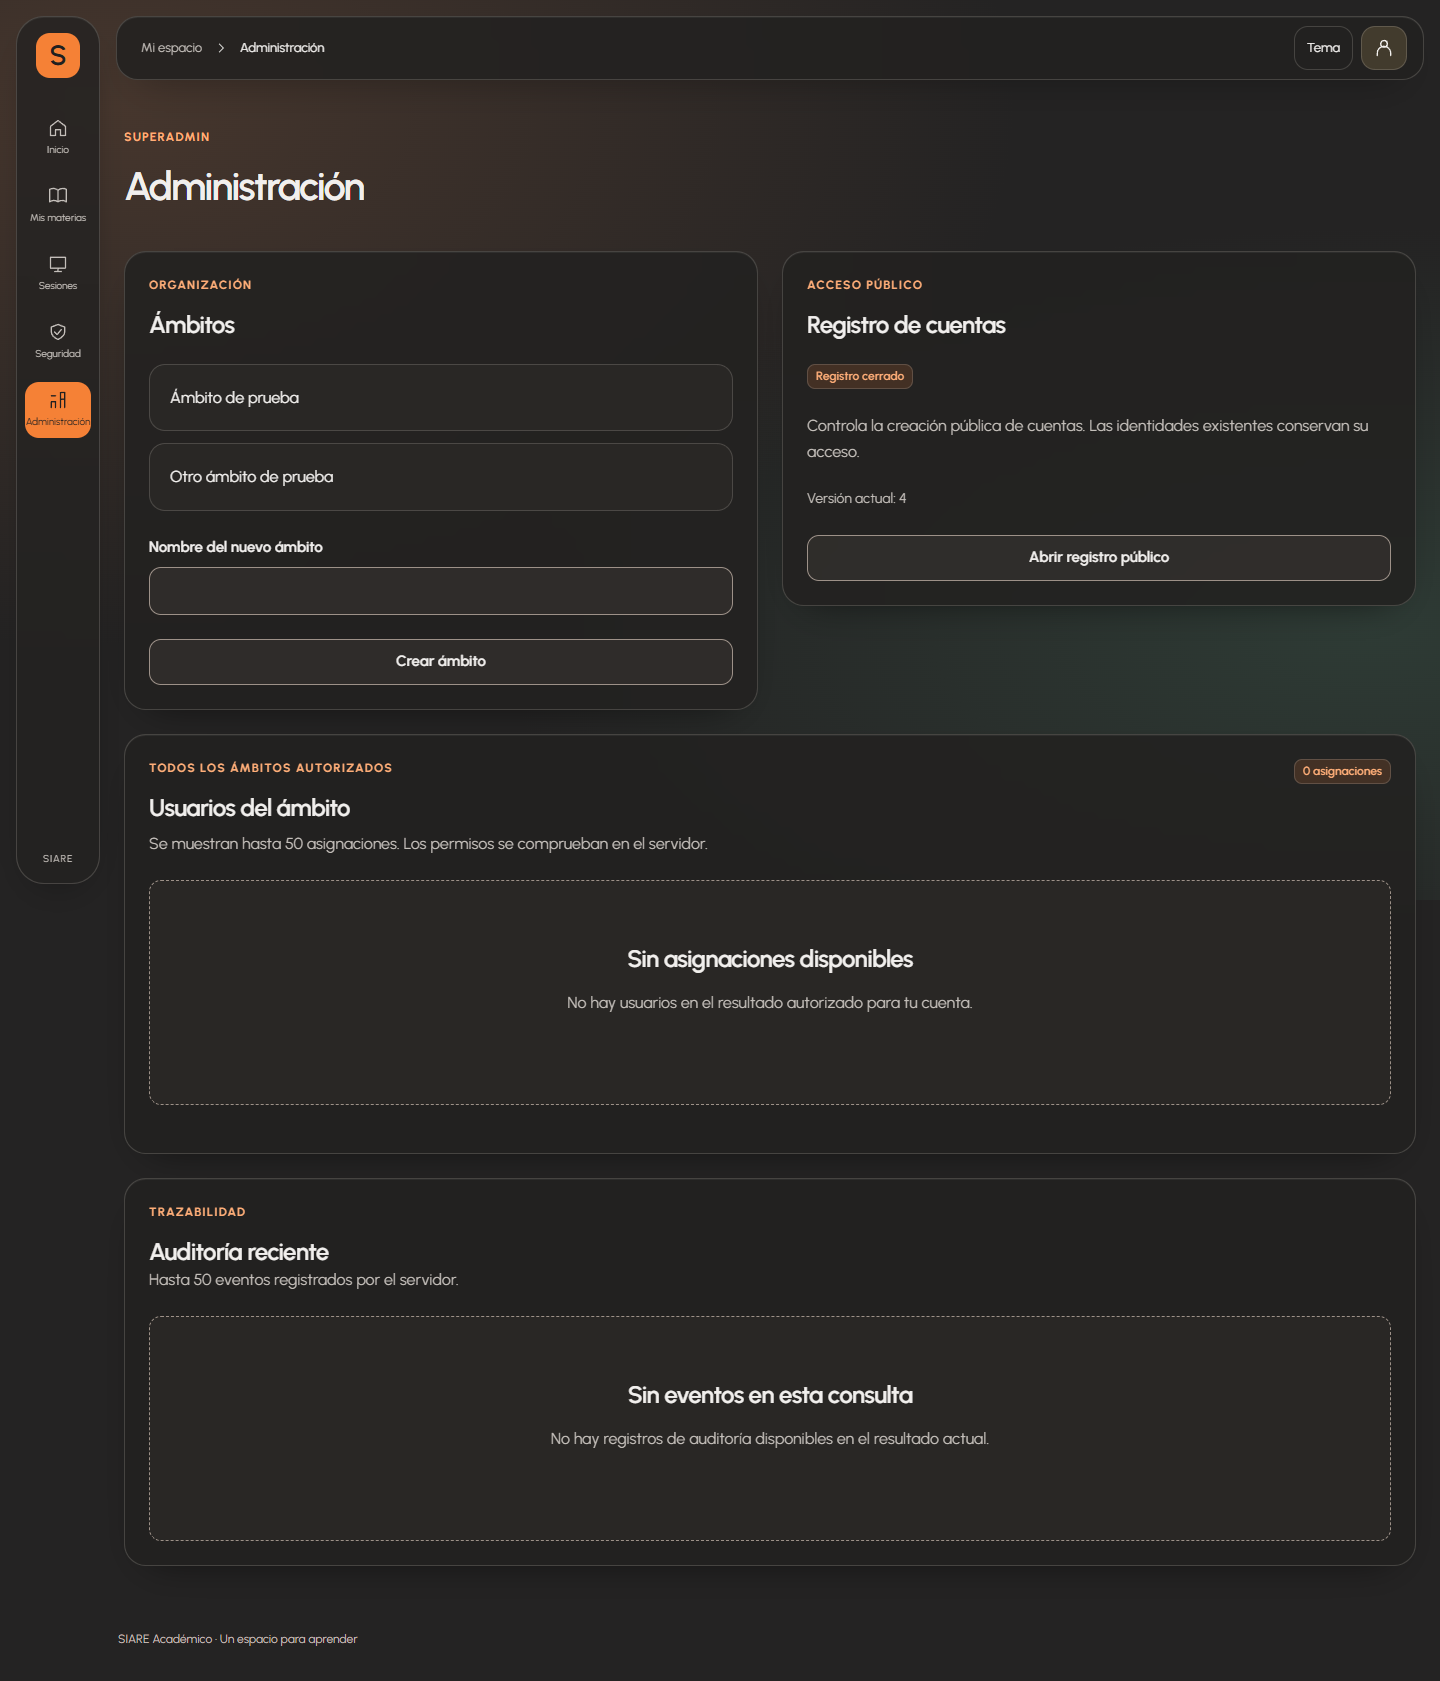 S
Inicio
Mis materias
Sesiones
Seguridad
Administración
SIARE
Mi espacio > Administración
Tema
SUPERADMIN
Administración
ORGANIZACIÓN
Ámbitos
Ámbito de prueba
Otro ámbito de prueba
Nombre del nuevo ámbito
Crear ámbito
ACCESO PÚBLICO
Registro de cuentas
Registro cerrado
Controla la creación pública de cuentas. Las identidades existentes conservan su
acceso.
Versión actual: 4
Abrir registro público
TODOS LOS ÁMBITOS AUTORIZADOS
0 asignaciones
Usuarios del ámbito
Se muestran hasta 50 asignaciones. Los permisos se comprueban en el servidor.
Sin asignaciones disponibles
No hay usuarios en el resultado autorizado para tu cuenta.
TRAZABILIDAD
Auditoría reciente
Hasta 50 eventos registrados por el servidor.
Sin eventos en esta consulta
No hay registros de auditoría disponibles en el resultado actual.
SIARE Académico · Un espacio para aprender